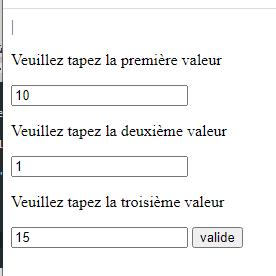 Veuillez tapez la première valeur
10
Veuillez tapez la deuxième valeur
1
Veuillez tapez la troisième valeur
15 valide